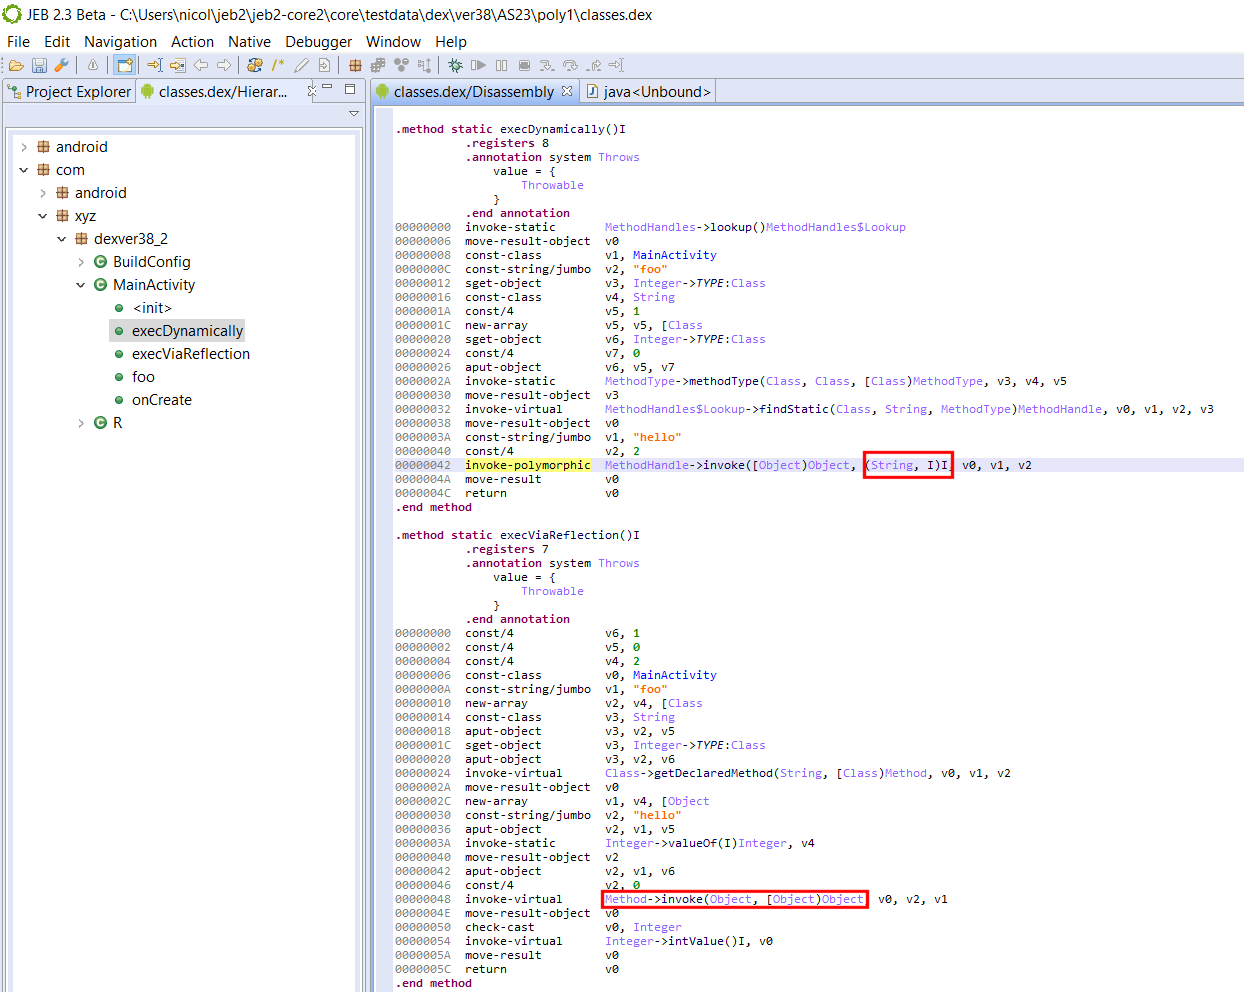 JEB 2.3 Beta - C:\Users\nicol\jeb2\jeb2-core2\core\testdata\dex\ver38\AS23\poly1\classes.dex
File Edit Navigation Action Native Debugger Window Help
Project Explorer classes.dex/Hierar...
classes.dex/Disassembly java<Unbound>
android
com
android
xyz
dexver38_2
BuildConfig
MainActivity
<init>
execDynamically
execViaReflection
foo
onCreate
R
.method static execDynamically()I
.registers 8
.annotation system Throws
value = {
Throwable
}
.end annotation
00000000 invoke-static MethodHandles->lookup()MethodHandles$Lookup
00000006 move-result-object v0
00000008 const-class v1, MainActivity
0000000C const-string/jumbo v2, "foo"
00000012 sget-object v3, Integer->TYPE:Class
00000016 const-class v4, String
0000001A const/4 v5, 1
0000001C new-array v5, v5, [Class
00000020 sget-object v6, Integer->TYPE:Class
00000024 const/4 v7, 0
00000026 aput-object v6, v5, v7
0000002A invoke-static MethodType->methodType(Class, Class, [Class)MethodType, v3, v4, v5
00000030 move-result-object v3
00000032 invoke-virtual MethodHandles$Lookup->findStatic(Class, String, MethodType)MethodHandle, v0, v1, v2, v3
00000038 move-result-object v0
0000003A const-string/jumbo v1, "hello"
00000040 const/4 v2, 2
00000042 invoke-polymorphic MethodHandle->invoke([Object)Object, (String, I)I, v0, v1, v2
0000004A move-result v0
0000004C return v0
.end method
.method static execViaReflection()I
.registers 7
.annotation system Throws
value = {
Throwable
}
.end annotation
00000000 const/4 v6, 1
00000002 const/4 v5, 0
00000004 const/4 v4, 2
00000006 const-class v0, MainActivity
0000000A const-string/jumbo v1, "foo"
00000010 new-array v2, v4, [Class
00000014 const-class v3, String
00000018 aput-object v3, v2, v5
0000001C sget-object v3, Integer->TYPE:Class
00000020 aput-object v3, v2, v6
00000024 invoke-virtual Class->getDeclaredMethod(String, [Class)Method, v0, v1, v2
0000002A move-result-object v0
0000002C new-array v1, v4, [Object
00000030 const-string/jumbo v2, "hello"
00000036 aput-object v2, v1, v5
0000003A invoke-static Integer->valueOf(I)Integer, v4
00000040 move-result-object v2
00000042 aput-object v2, v1, v6
00000046 const/4 v2, 0
00000048 invoke-virtual Method->invoke(Object, [Object)Object, v0, v2, v1
0000004E move-result-object v0
00000050 check-cast v0, Integer
00000054 invoke-virtual Integer->intValue()I, v0
0000005A move-result v0
0000005C return v0
.end method